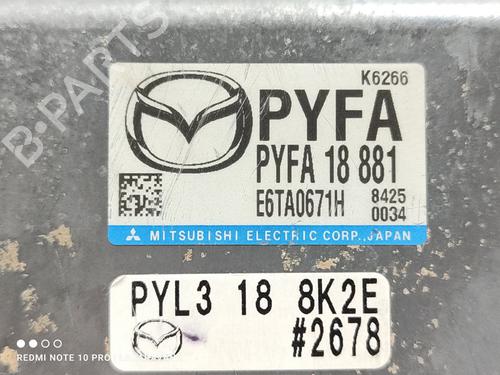 K6266
PYFA
PYFA 18 881
E6TA0671H 8425
0034
MITSUBISHI ELECTRIC CORP., JAPAN
PYL3 18 8K2E
#2678
B-PARTS
REDMI NOTE 10 PRO